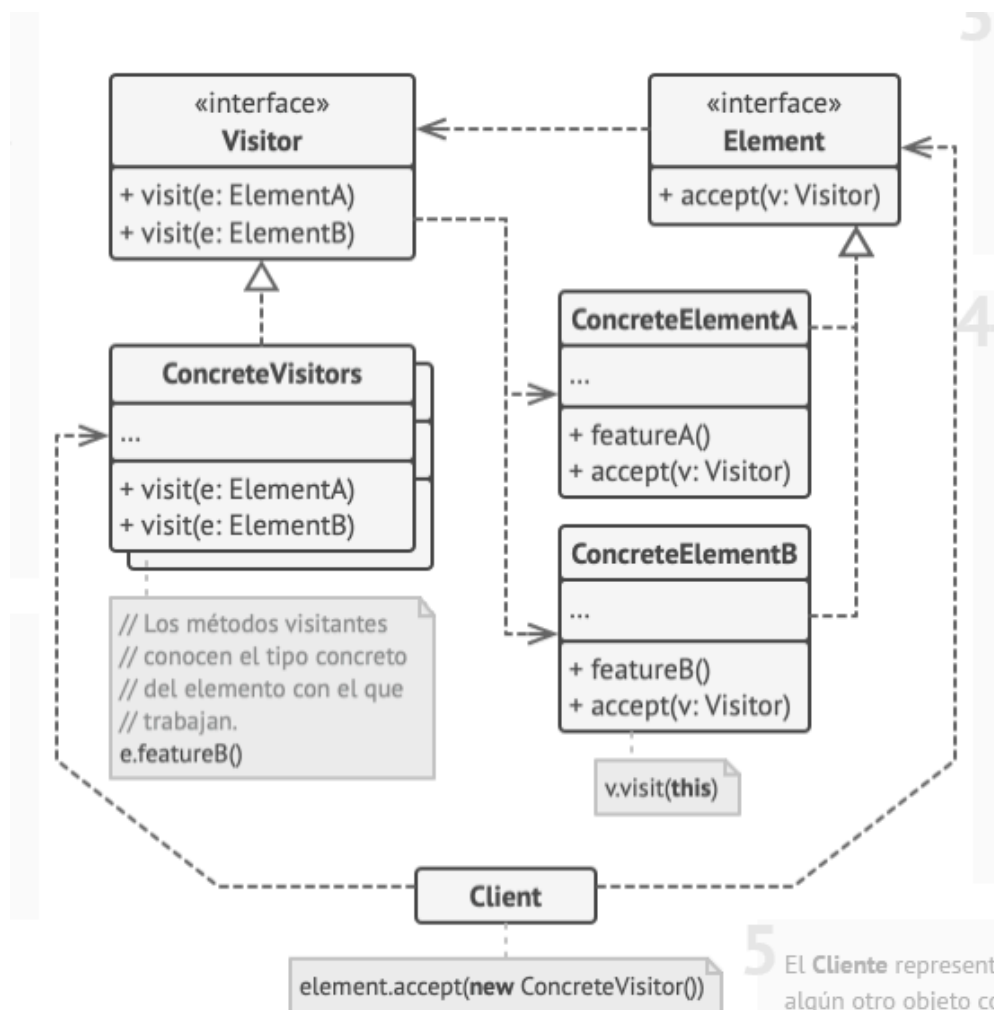 3
«interface»
Visitor
+ visit(e: ElementA)
+ visit(e: ElementB)
«interface»
Element
+ accept(v: Visitor)
ConcreteVisitors
...
+ visit(e: ElementA)
+ visit(e: ElementB)
// Los métodos visitantes
// conocen el tipo concreto
// del elemento con el que
// trabajan.
e.featureB()
ConcreteElementA
...
+ featureA()
+ accept(v: Visitor)
4
ConcreteElementB
...
+ featureB()
+ accept(v: Visitor)
v.visit(this)
Client
element.accept(new ConcreteVisitor())
5
El Cliente represent
algún otro objeto co